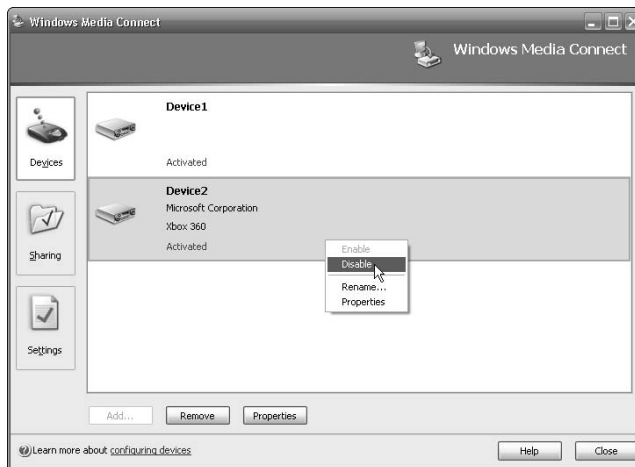 Windows Media Connect
Windows Media Connect
Devices
Sharing
Settings
Device1
Activated
Device2
Microsoft Corporation
Xbox 360
Activated
Enable
Disable
Rename...
Properties
Add...
Remove
Properties
Learn more about configuring devices
Help
Close